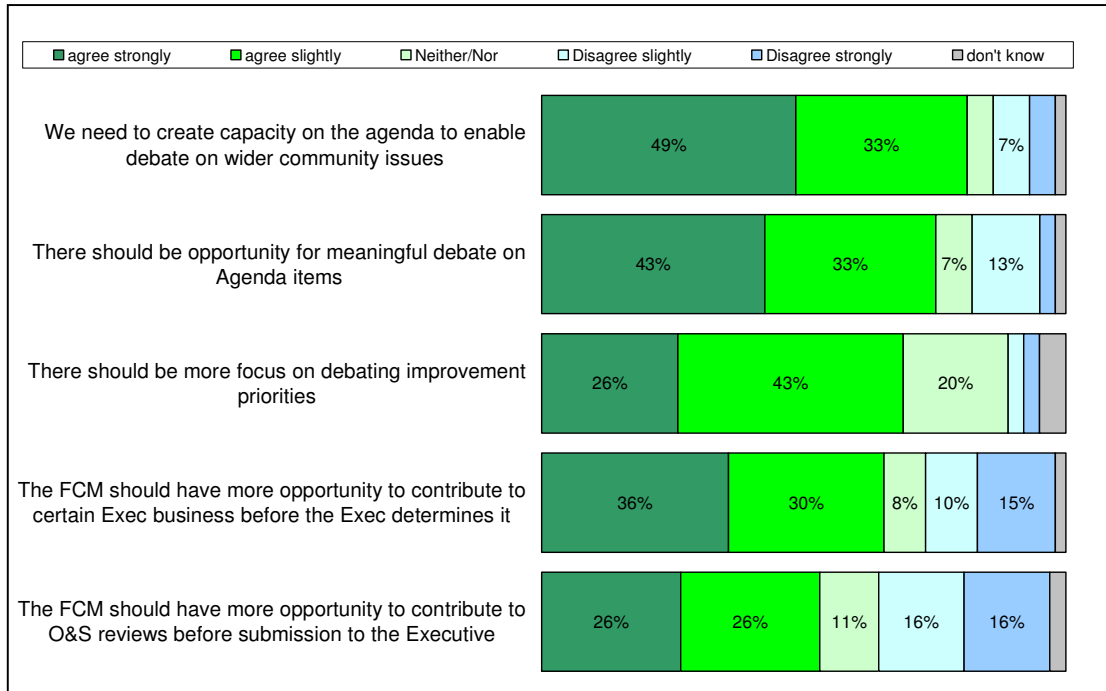 agree strongly agree slightly Neither/Nor Disagree slightly Disagree strongly don't know
We need to create capacity on the agenda to enable
debate on wider community issues
49% 33% 7%
There should be opportunity for meaningful debate on
Agenda items
43% 33% 7% 13%
There should be more focus on debating improvement
priorities
26% 43% 20%
The FCM should have more opportunity to contribute to
certain Exec business before the Exec determines it
36% 30% 8% 10% 15%
The FCM should have more opportunity to contribute to
O&S reviews before submission to the Executive
26% 26% 11% 16% 16%